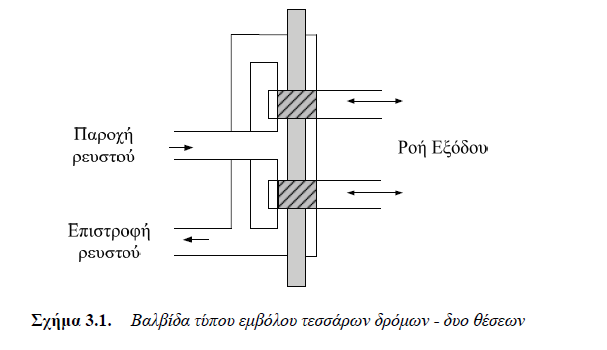 Παροχή
ρευστού
Ροή Εξόδου
Επιστροφή
ρευστού
Σχήμα 3.1. Βαλβίδα τύπου εμβόλου τεσσάρων δρόμων - δυο θέσεων